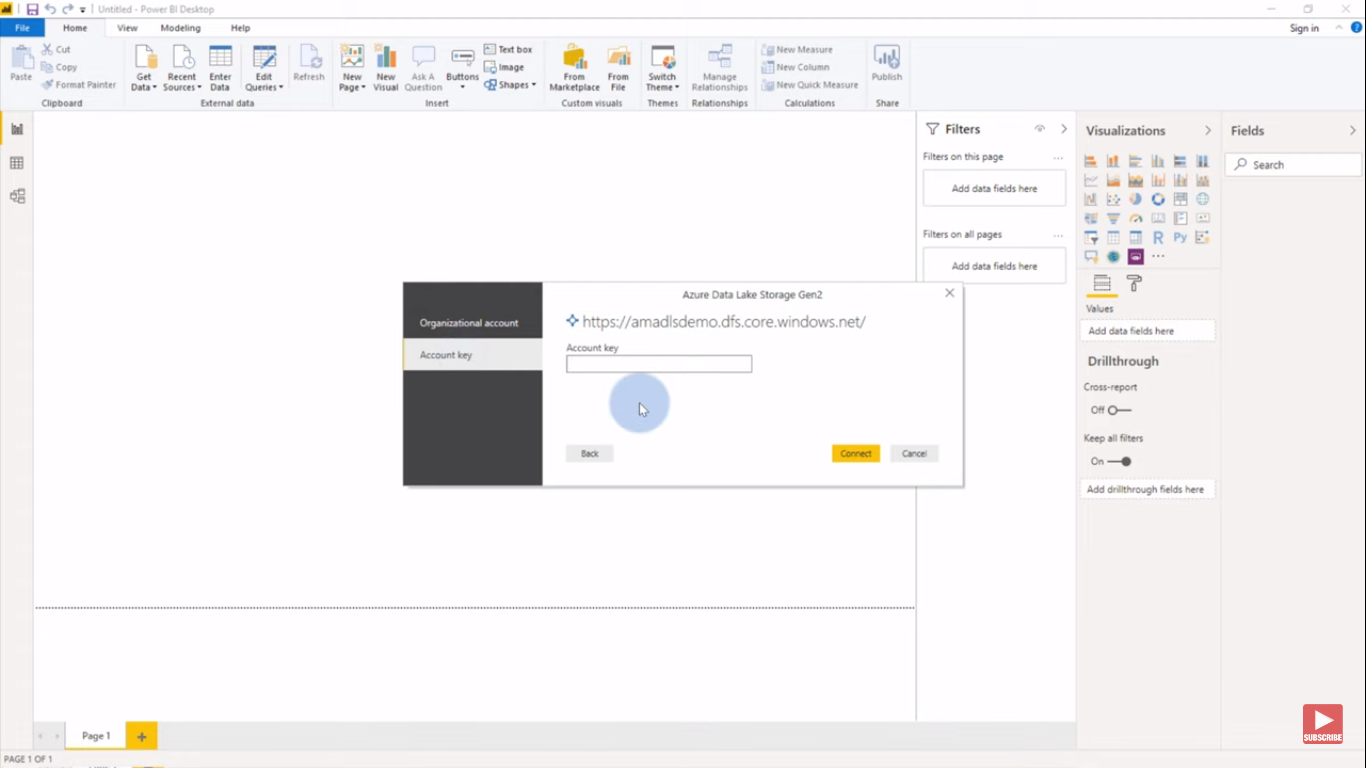 Untitled - Power BI Desktop
File
Home
View
Modeling
Help
Sign in
?
Paste
Cut
Copy
Format Painter
Clipboard
Get Data
Recent Sources
Enter Data
Edit Queries
Refresh
External data
New Page
New Visual
Ask A Question
Buttons
Text box
Image
Shapes
Insert
From Marketplace
From File
Custom visuals
Switch Theme
Themes
Manage Relationships
Relationships
New Measure
New Column
New Quick Measure
Calculations
Publish
Share
Filters
Filters on this page
...
Add data fields here
Filters on all pages
...
Add data fields here
Visualizations
R
Py
...
Values
Add data fields here
Drillthrough
Cross-report
Off
Keep all filters
On
Add drillthrough fields here
Fields
Search
Azure Data Lake Storage Gen2
Organizational account
Account key
https://amadlsdemo.dfs.core.windows.net/
Account key
Back
Connect
Cancel
Page 1
+
PAGE 1 OF 1
SUBSCRIBE